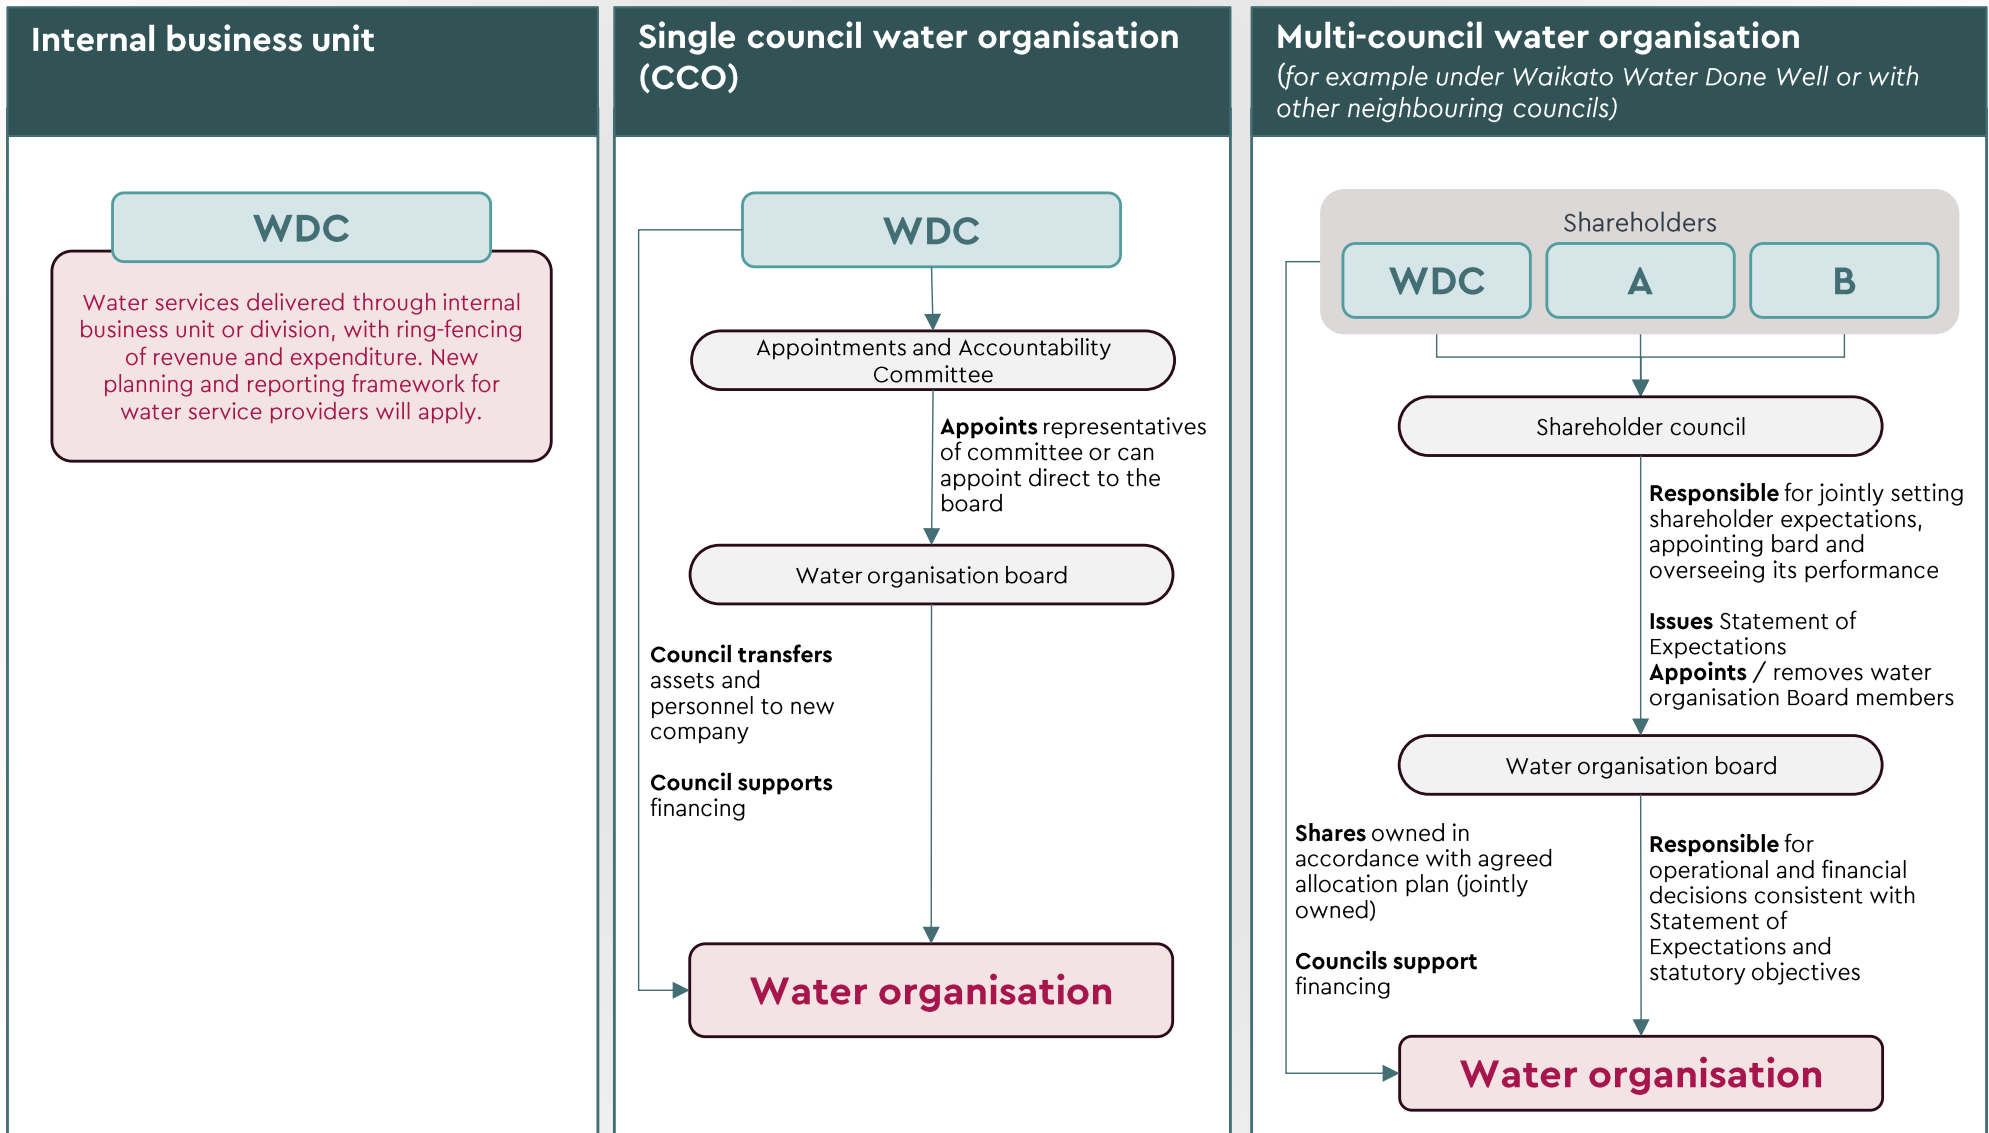 Internal business unit
WDC
Water services delivered through internal
business unit or division, with ring-fencing
of revenue and expenditure. New
planning and reporting framework for
water service providers will apply.
Single council water organisation
(CCO)
WDC
Appointments and Accountability
Committee
Appoints representatives
of committee or can
appoint direct to the
board
Water organisation board
Council transfers
assets and
personnel to new
company
Council supports
financing
Water organisation
Multi-council water organisation
(for example under Waikato Water Done Well or with
other neighbouring councils)
Shareholders
WDC
A
B
Shareholder council
Responsible for jointly setting
shareholder expectations,
appointing bard and
overseeing its performance
Issues Statement of
Expectations
Appoints / removes water
organisation Board members
Water organisation board
Shares owned in
accordance with agreed
allocation plan (jointly
owned)
Councils support
financing
Responsible for
operational and financial
decisions consistent with
Statement of
Expectations and
statutory objectives
Water organisation